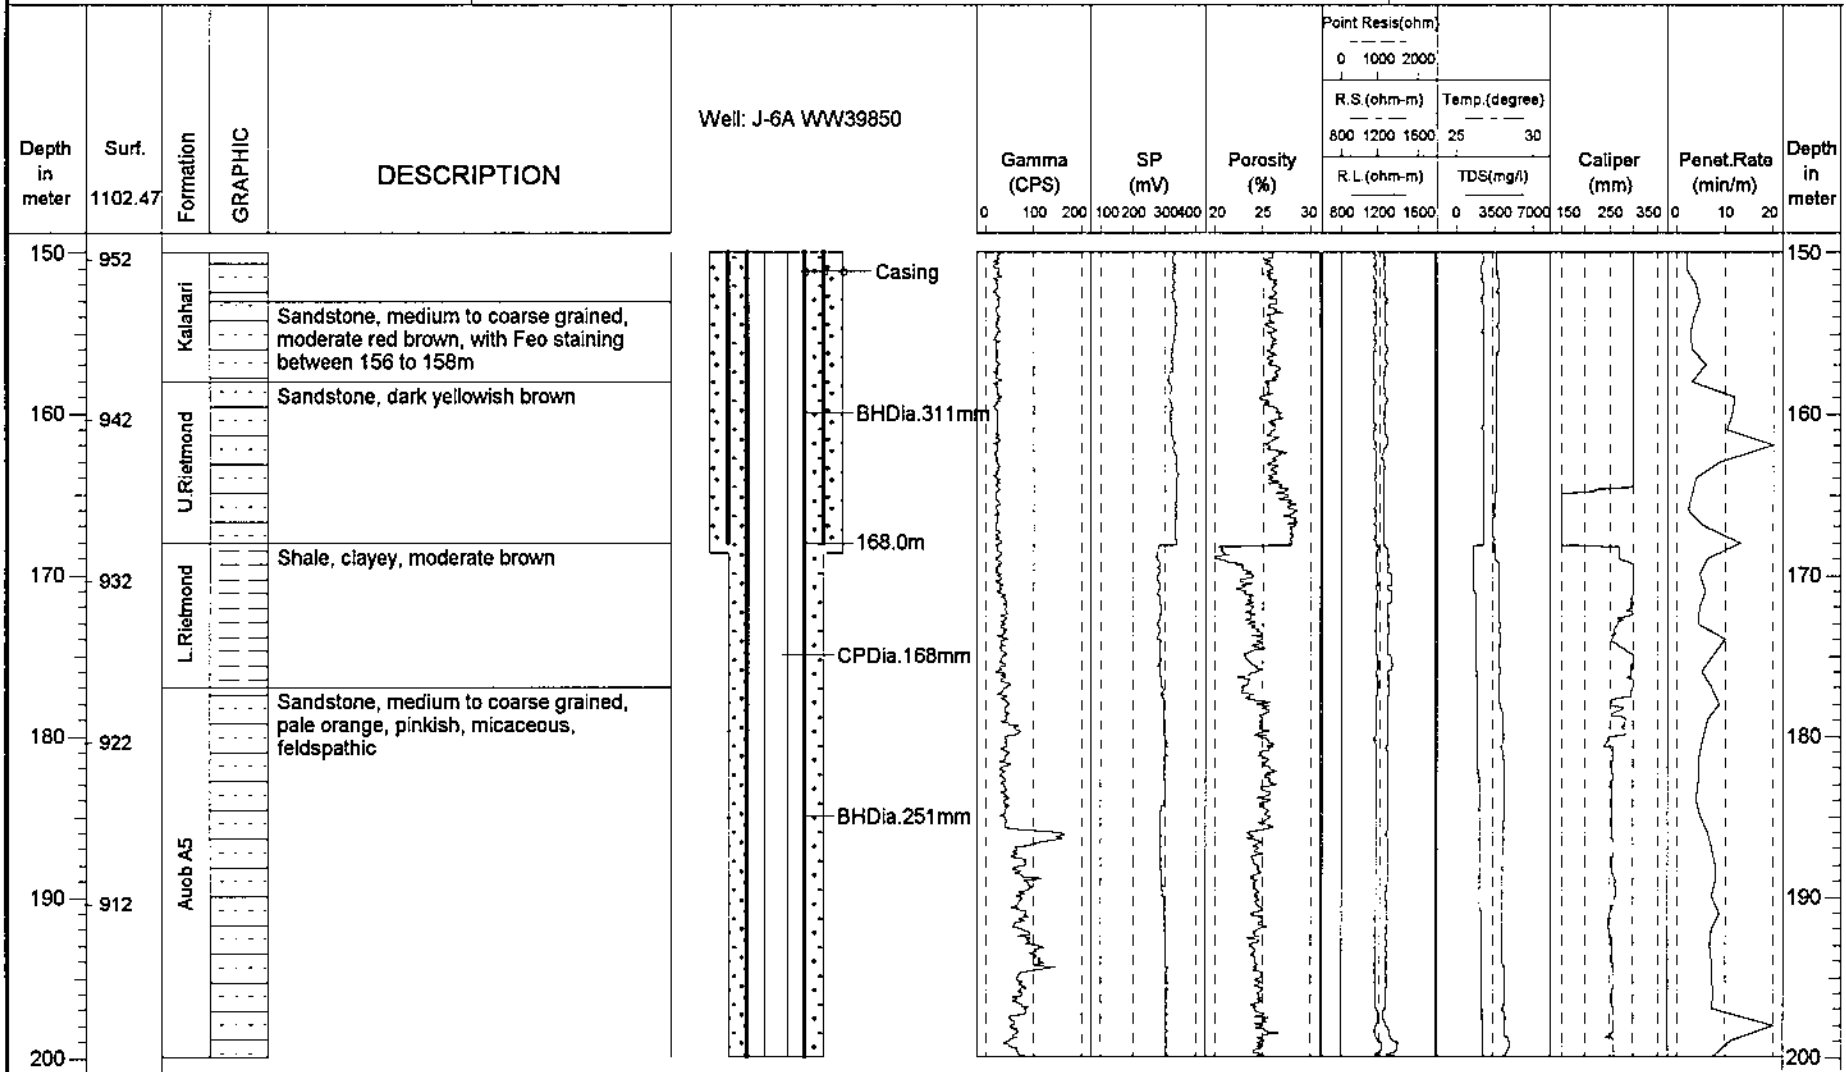 Well: J-6A WW39850
Depth in meter
Surf.
1102.47
Formation
GRAPHIC
DESCRIPTION
Gamma
(CPS)
0 100 200
SP
(mV)
100 200 300 400
Porosity
(%)
20 25 30
Point Resis(ohm)
0 1000 2000
R.S.(ohm-m)
800 1200 1600
R.L.(ohm-m)
800 1200 1600
Temp.(degree)
25 30
TDS(mg/l)
0 3500 7000
Caliper
(mm)
150 250 350
Penet.Rate
(min/m)
0 10 20
Depth
in
meter
150
952
Kalahari
Casing
150
Sandstone, medium to coarse grained,
moderate red brown, with Feo staining
between 156 to 158m
U.Rietmond
Sandstone, dark yellowish brown
160
942
BHDia.311mm
160
168.0m
L.Rietmond
Shale, clayey, moderate brown
170
932
170
CPDia.168mm
Auob A5
Sandstone, medium to coarse grained,
pale orange, pinkish, micaceous,
feldspathic
180
922
180
BHDia.251mm
190
912
190
200
200